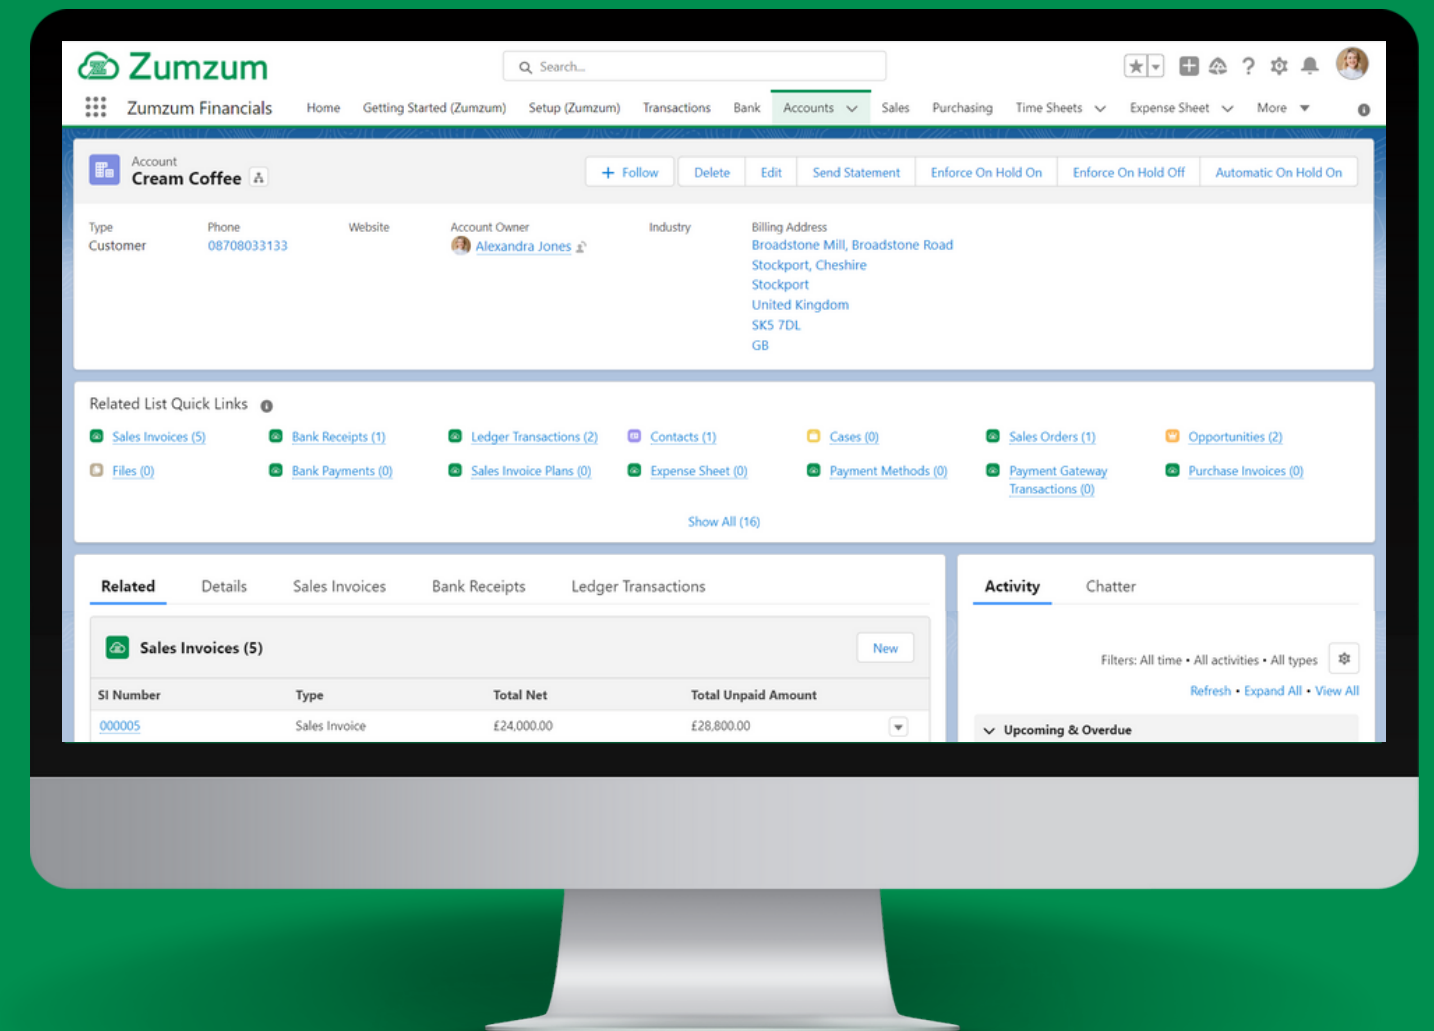 Zumzum
Search...
Zumzum Financials Home Getting Started (Zumzum) Setup (Zumzum) Transactions Bank Accounts Sales Purchasing Time Sheets Expense Sheet More
Account
Cream Coffee
+ Follow Delete Edit Send Statement Enforce On Hold On Enforce On Hold Off Automatic On Hold On
Type Phone Website Account Owner Industry Billing Address
Customer 08708033133 Alexandra Jones Broadstone Mill, Broadstone Road
Stockport, Cheshire
Stockport
United Kingdom
SK5 7DL
GB
Related List Quick Links
Sales Invoices (5) Bank Receipts (1) Ledger Transactions (2) Contacts (1) Cases (0) Sales Orders (1) Opportunities (2)
Files (0) Bank Payments (0) Sales Invoice Plans (0) Expense Sheet (0) Payment Methods (0) Payment Gateway Purchase Invoices (0)
Transactions (0)
Show All (16)
Related Details Sales Invoices Bank Receipts Ledger Transactions
Activity Chatter
Sales Invoices (5) New
Filters: All time • All activities • All types
Refresh • Expand All • View All
SI Number Type Total Net Total Unpaid Amount
000005 Sales Invoice £24,000.00 £28,800.00
Upcoming & Overdue